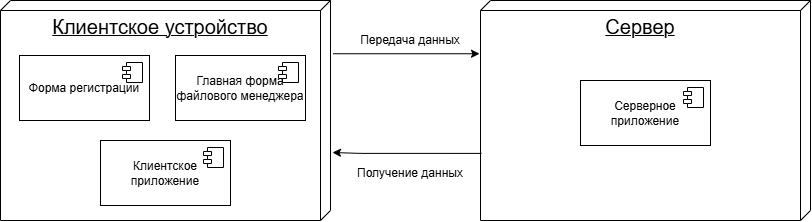 Клиентское устройство
Форма регистрации
Главная форма
файлового менеджера
Клиентское
приложение
Передача данных
Получение данных
Сервер
Серверное
приложение